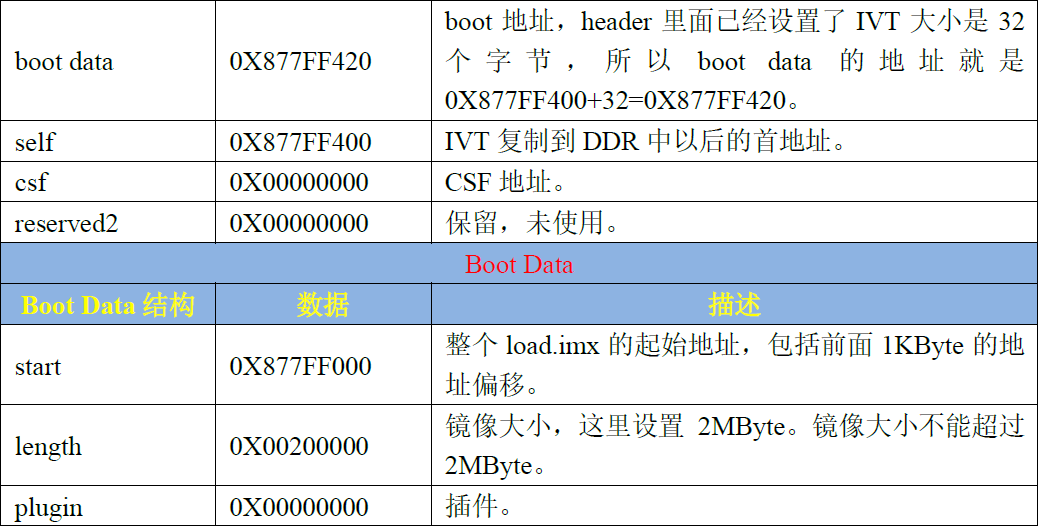 boot data 0X877FF420 boot 地址，header 里面已经设置了 IVT 大小是 32
个字节，所以 boot data 的地址就是
0X877FF400+32=0X877FF420。
self 0X877FF400 IVT 复制到 DDR 中以后的首地址。
csf 0X00000000 CSF 地址。
reserved2 0X00000000 保留，未使用。
Boot Data
Boot Data 结构 数据 描述
start 0X877FF000 整个 load.imx 的起始地址，包括前面 1KByte 的地
址偏移。
length 0X00200000 镜像大小，这里设置 2MByte。镜像大小不能超过
2MByte。
plugin 0X00000000 插件。